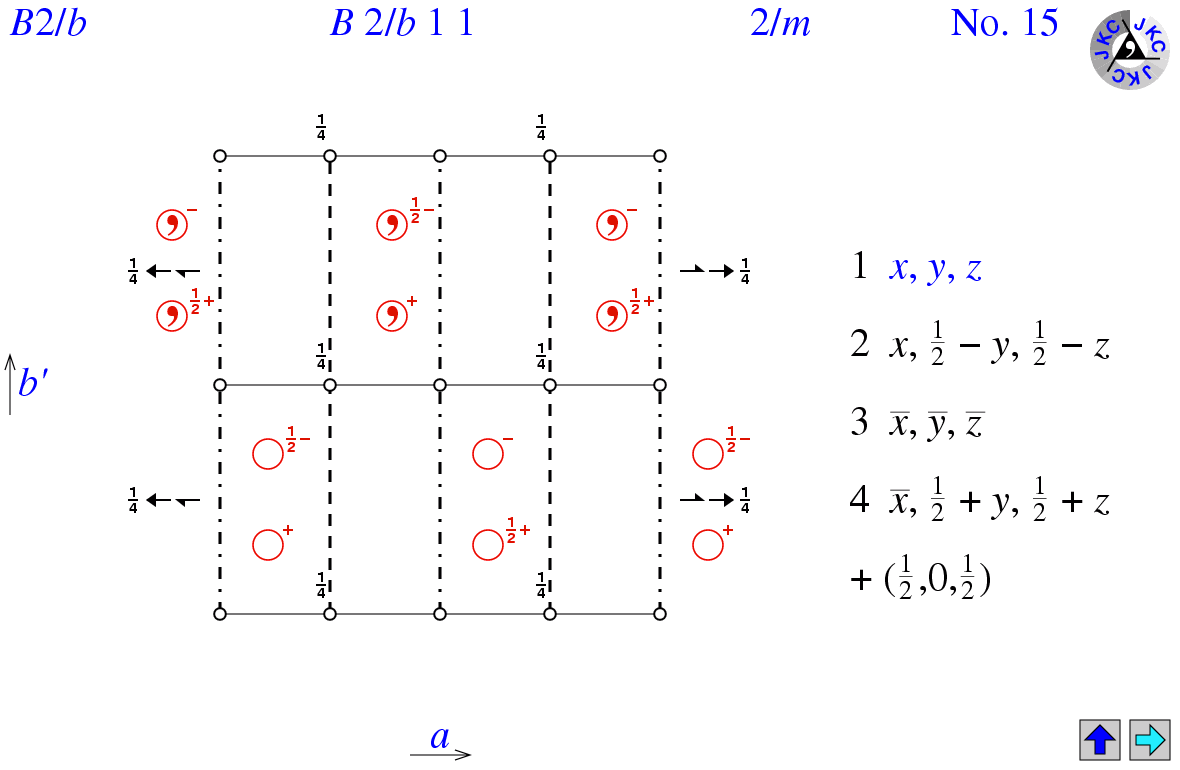 B2/b B 2/b 1 1 2/m No. 15
JKC JKC JKC
1/4 1/4
− 1/2− −
1/4 1/4
1/2+ + 1/2+
1/4 1/4
b′
1/2− − 1/2−
1/4 1/4
+ 1/2+ +
1/4 1/4
a
1 x, y, z
2 x, 1/2 − y, 1/2 − z
3 x̅, y̅, z̅
4 x̅, 1/2 + y, 1/2 + z
+ (1/2,0,1/2)